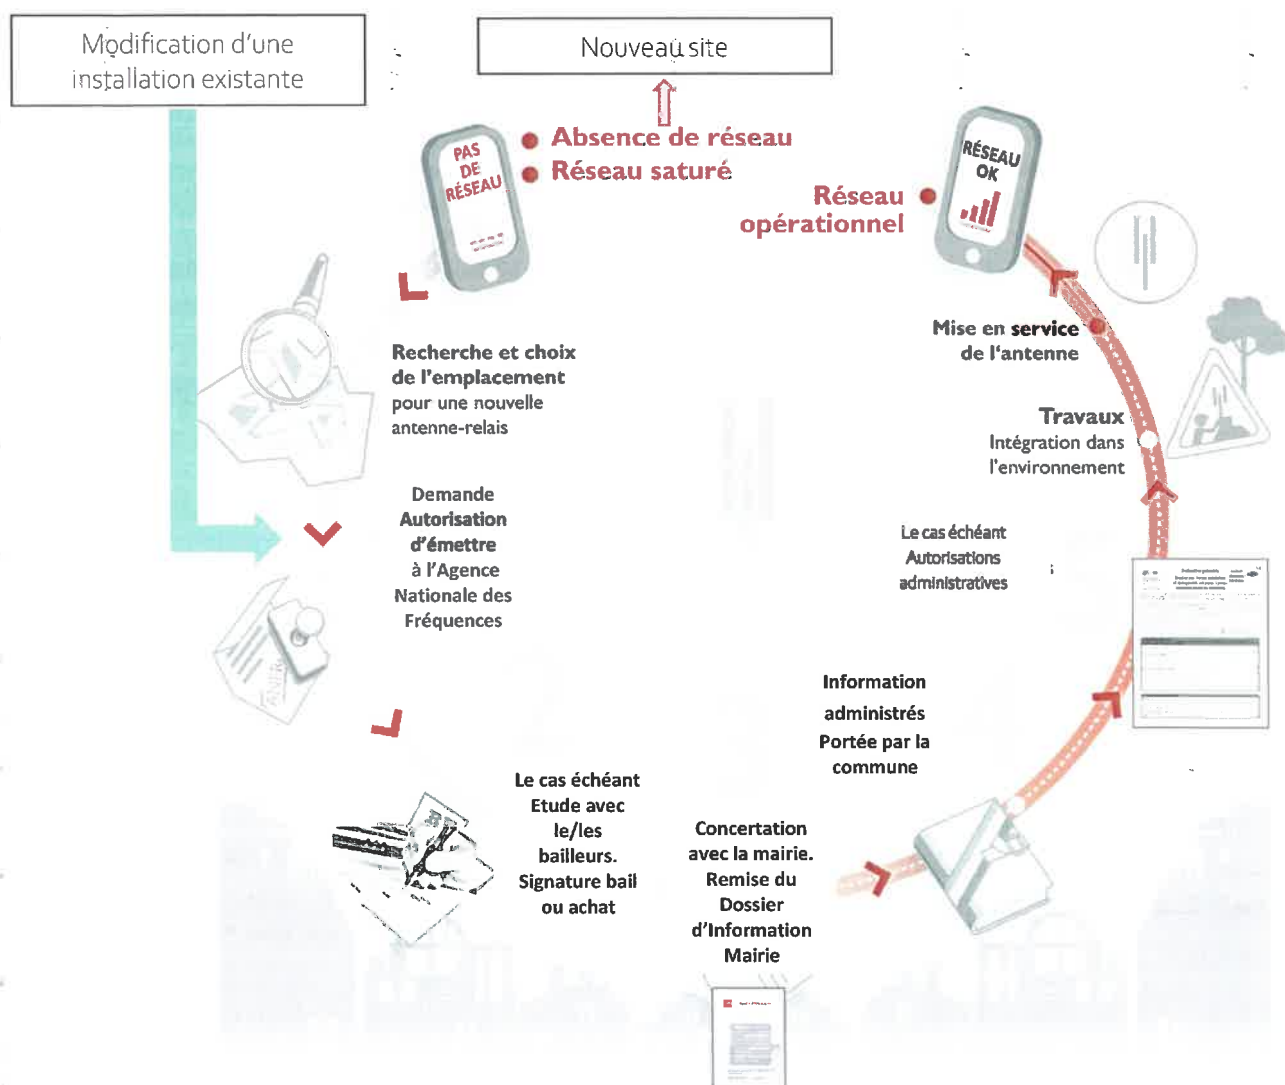 Modification d'une
installation existante
Nouveau site
PAS
DE
RÉSEAU
Absence de réseau
Réseau saturé
Réseau
opérationnel
RÉSEAU
OK
Recherche et choix
de l'emplacement
pour une nouvelle
antenne-relais
Demande
Autorisation
d'émettre
à l'Agence
Nationale des
Fréquences
Le cas échéant
Etude avec
le/les
bailleurs.
Signature bail
ou achat
Concertation
avec la mairie.
Remise du
Dossier
d'Information
Mairie
Information
administrés
Portée par la
commune
Le cas échéant
Autorisations
administratives
Travaux
Intégration dans
l'environnement
Mise en service
de l'antenne